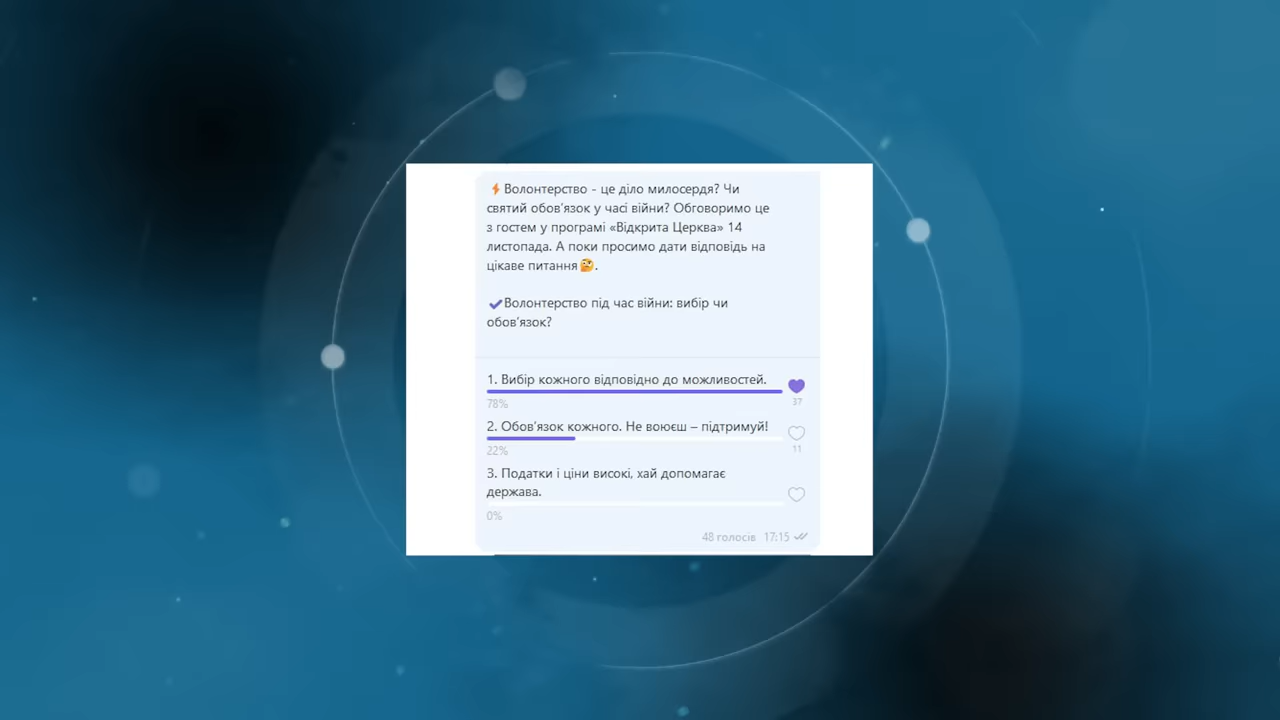 ⚡Волонтерство - це діло милосердя? Чи
святий обов'язок у часі війни? Обговоримо це
з гостем у програмі «Відкрита Церква» 14
листопада. А поки просимо дати відповідь на
цікаве питання🤔.
✔Волонтерство під час війни: вибір чи
обов'язок?
1. Вибір кожного відповідно до можливостей.
37
78%
2. Обов'язок кожного. Не воюєш – підтримуй!
11
22%
3. Податки і ціни високі, хай допомагає
держава.
0%
48 голосів 17:15